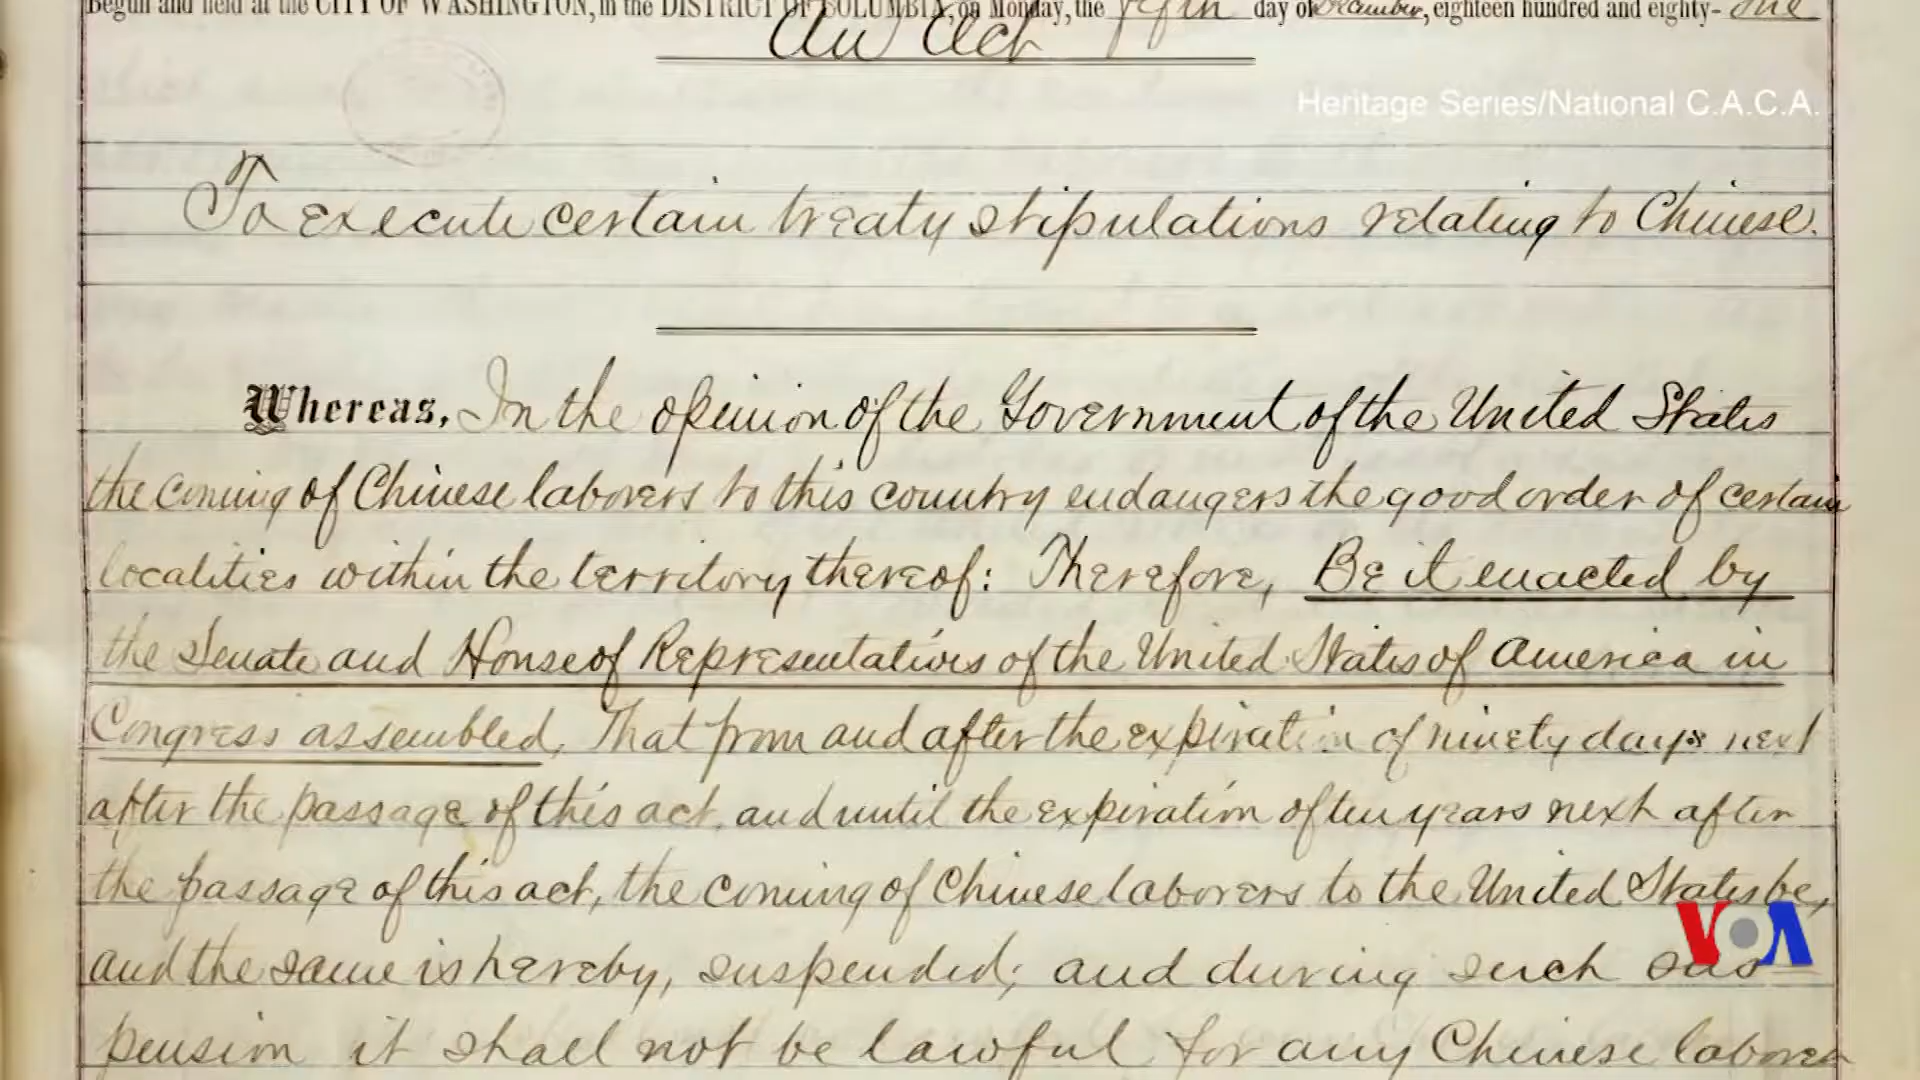 Begun and held at the CITY OF WASHINGTON, in the DISTRICT OF COLUMBIA, on Monday, the fifth day of December, eighteen hundred and eighty-one
An Act
Heritage Series/National C.A.C.A.
To execute certain treaty stipulations relating to Chinese.
Whereas, In the opinion of the Government of the United States
the coming of Chinese laborers to this country endangers the good order of certain
localities within the territory thereof: Therefore, Be it enacted by
the Senate and House of Representatives of the United States of America in
Congress assembled, That from and after the expiration of ninety days next
after the passage of this act, and until the expiration of ten years next after
the passage of this act, the coming of Chinese laborers to the United States be,
and the same is hereby, suspended; and during such sus
pension it shall not be lawful for any Chinese laborer
VOA